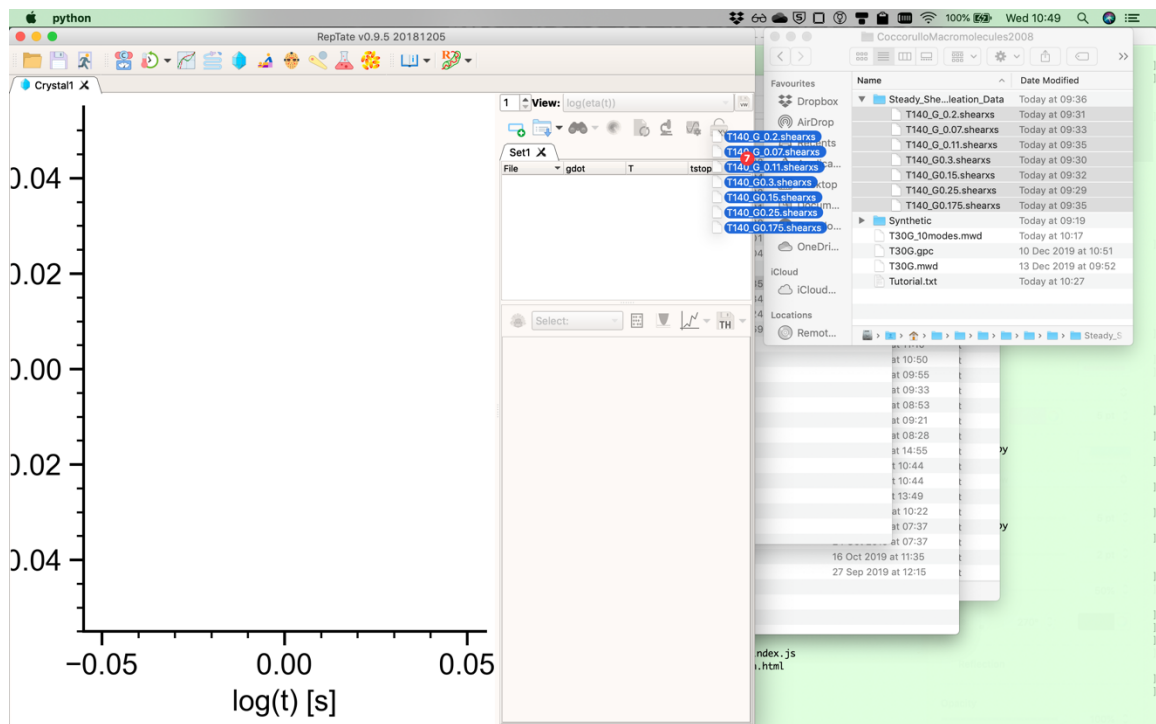 python
100%
Wed 10:49
RepTate v0.9.5 20181205
Crystal1
1 View: log(eta(t))
Set1
File gdot T tstop
T140_G_0.2.shearxs
T140_G_0.07.shearxs
7
T140_G_0.11.shearxs
T140_G0.3.shearxs
T140_G0.15.shearxs
T140_G0.25.shearxs
T140_G0.175.shearxs
Select:
TH
0.04
0.02
0.00
0.02
0.04
−0.05 0.00 0.05
log(t) [s]
CoccorulloMacromolecules2008
Favourites
Dropbox
AirDrop
OneDri...
iCloud
iCloud...
Locations
Remot...
Name Date Modified
Steady_She...leation_Data Today at 09:36
T140_G_0.2.shearxs Today at 09:31
T140_G_0.07.shearxs Today at 09:33
T140_G_0.11.shearxs Today at 09:35
T140_G0.3.shearxs Today at 09:30
T140_G0.15.shearxs Today at 09:32
T140_G0.25.shearxs Today at 09:29
T140_G0.175.shearxs Today at 09:35
Synthetic Today at 09:19
T30G_10modes.mwd Today at 10:17
T30G.gpc 10 Dec 2019 at 10:51
T30G.mwd 13 Dec 2019 at 09:52
Tutorial.txt Today at 10:27
Steady_S
at 10:50
at 09:55
at 09:33
at 08:53
at 09:21
at 08:28
at 14:55
t 10:44
t 10:44
t 13:49
at 10:22
at 07:37
at 07:37
16 Oct 2019 at 11:35
27 Sep 2019 at 12:15
py
py
ndex.js
.html